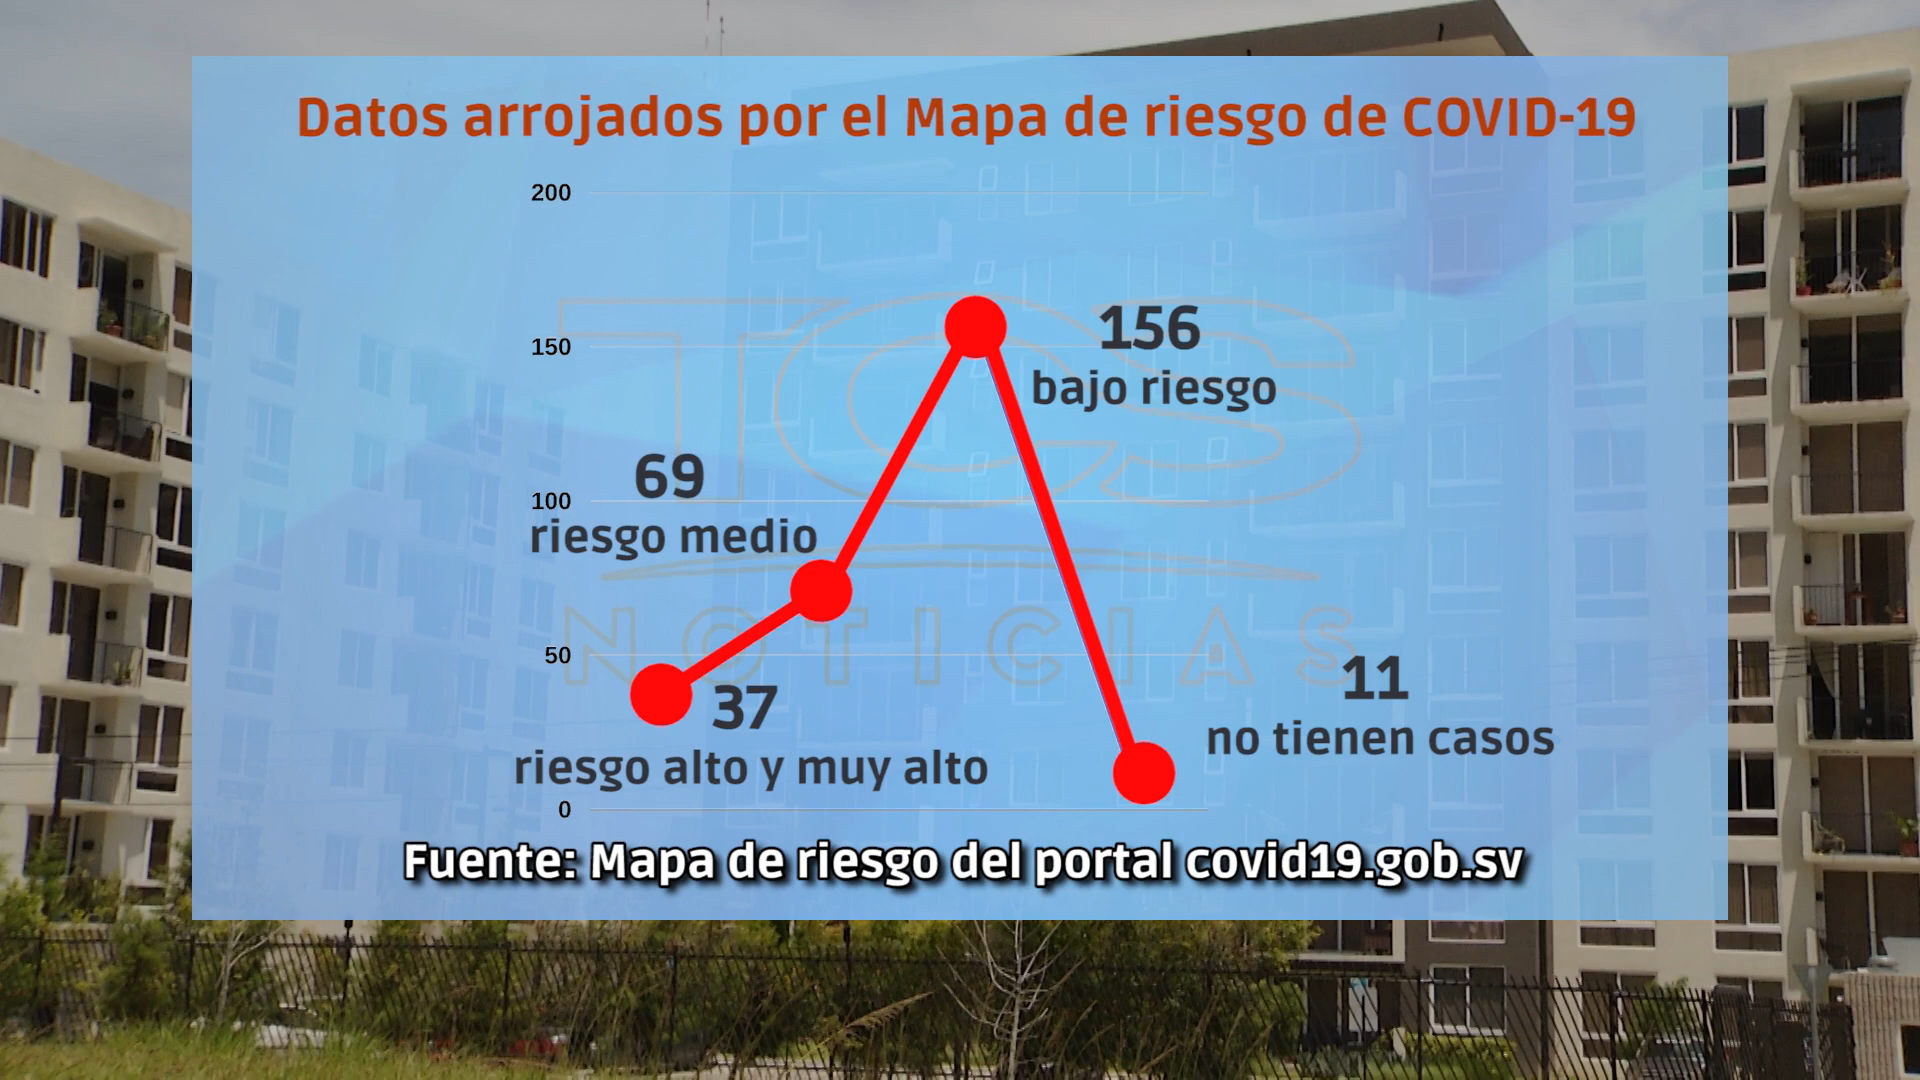 Datos arrojados por el Mapa de riesgo de COVID-19
200
150
100
50
0
156
bajo riesgo
69
riesgo medio
37
riesgo alto y muy alto
11
no tienen casos
TCS
NOTICIAS
Fuente: Mapa de riesgo del portal covid19.gob.sv